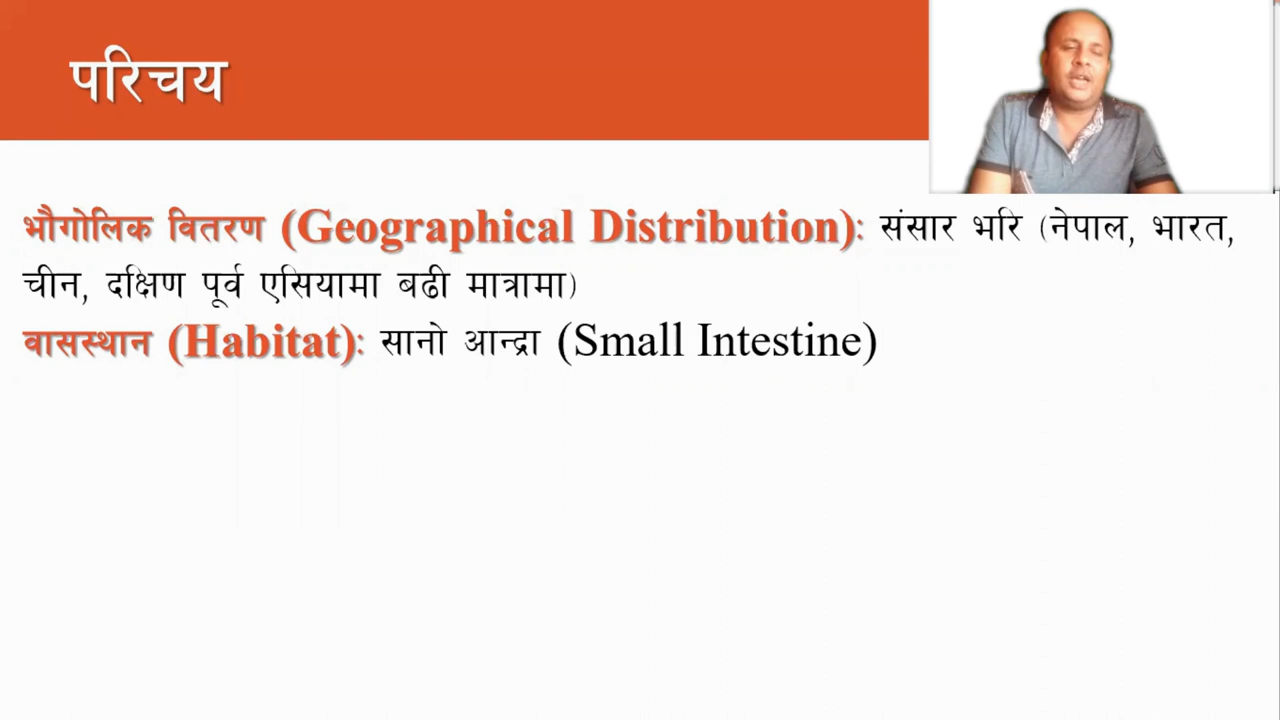 परिचय
भौगोलिक वितरण (Geographical Distribution): संसार भरि (नेपाल, भारत,
चीन, दक्षिण पूर्व एसियामा बढी मात्रामा)
वासस्थान (Habitat): सानो आन्द्रा (Small Intestine)